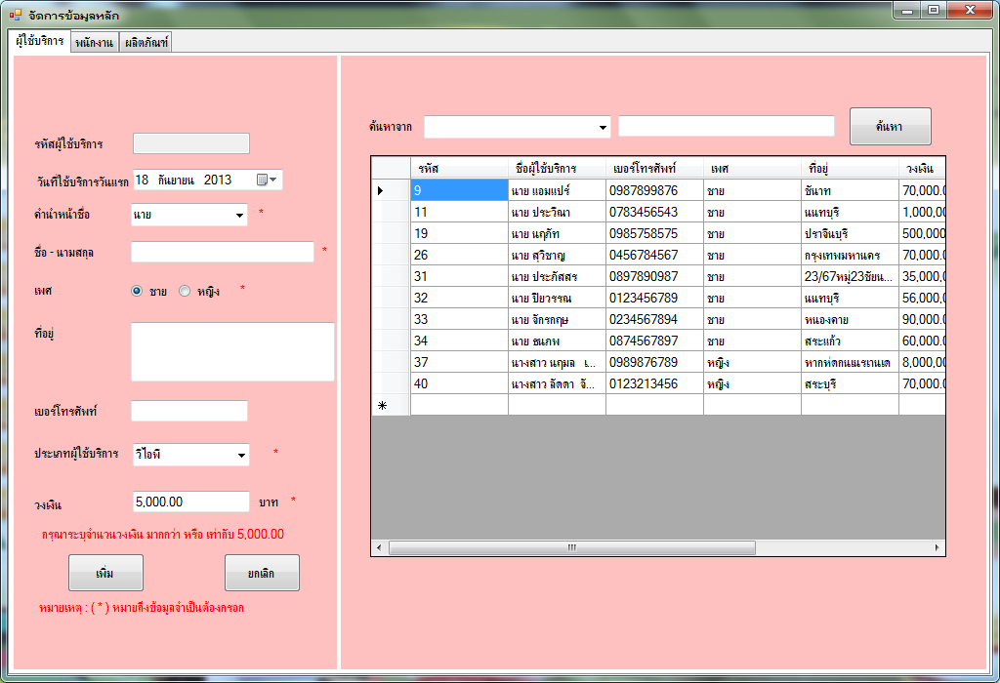 จัดการข้อมูลหลัก
ผู้ใช้บริการ พนักงาน ผลิตภัณฑ์
รหัสผู้ใช้บริการ
วันที่ใช้บริการวันแรก 18 กันยายน 2013
คำนำหน้าชื่อ นาย *
ชื่อ - นามสกุล *
เพศ ชาย หญิง *
ที่อยู่
เบอร์โทรศัพท์
ประเภทผู้ใช้บริการ วีไอพี *
วงเงิน 5,000.00 บาท *
กรุณาระบุจำนวนวงเงิน มากกว่า หรือ เท่ากับ 5,000.00
เพิ่ม ยกเลิก
หมายเหตุ : ( * ) หมายถึงข้อมูลจำเป็นต้องกรอก
ค้นหาจาก ค้นหา
รหัส ชื่อผู้ใช้บริการ เบอร์โทรศัพท์ เพศ ที่อยู่ วงเงิน
9 นาย แอมแปร์ 0987899876 ชาย ชัยนาท 70,000.0
11 นาย ประวีณา 0783456543 ชาย นนทบุรี 1,000,00
19 นาย นฤภัท 0985758575 ชาย ปราจีนบุรี 500,000
26 นาย สุวิชาญ 0456784567 ชาย กรุงเทพมหานคร 70,000.0
31 นาย ประภัสสร 0897890987 ชาย 23/67หมู่23ชัยน... 35,000.0
32 นาย ปิยวรรณ 0123456789 ชาย นนทบุรี 56,000.0
33 นาย จักรกฤษ 0234567894 ชาย หนองคาย 90,000.0
34 นาย ชนภพ 0874567897 ชาย สระแก้ว 60,000.0
37 นางสาว นฤมล เ... 0989876789 หญิง 8,000.00
40 นางสาว ลัดดา จั... 0123213456 หญิง สระบุรี 70,000.0